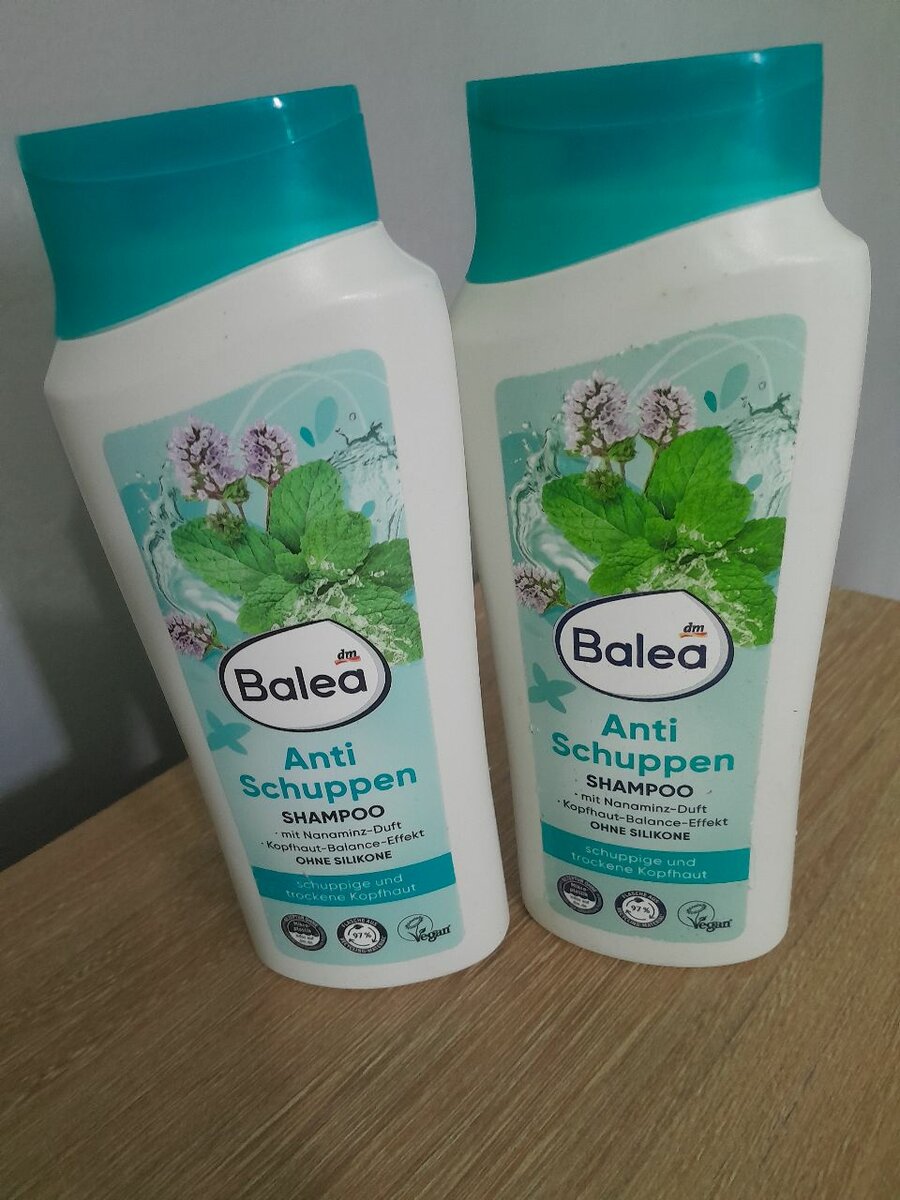 dm
Balea
Anti
Schuppen
SHAMPOO
· mit Nanaminz-Duft
· Kopfhaut-Balance-Effekt
OHNE SILIKONE
schuppige und
trockene Kopfhaut
97%
Vegan
dm
Balea
Anti
Schuppen
SHAMPOO
· mit Nanaminz-Duft
· Kopfhaut-Balance-Effekt
OHNE SILIKONE
schuppige und
trockene Kopfhaut
97%
Vegan